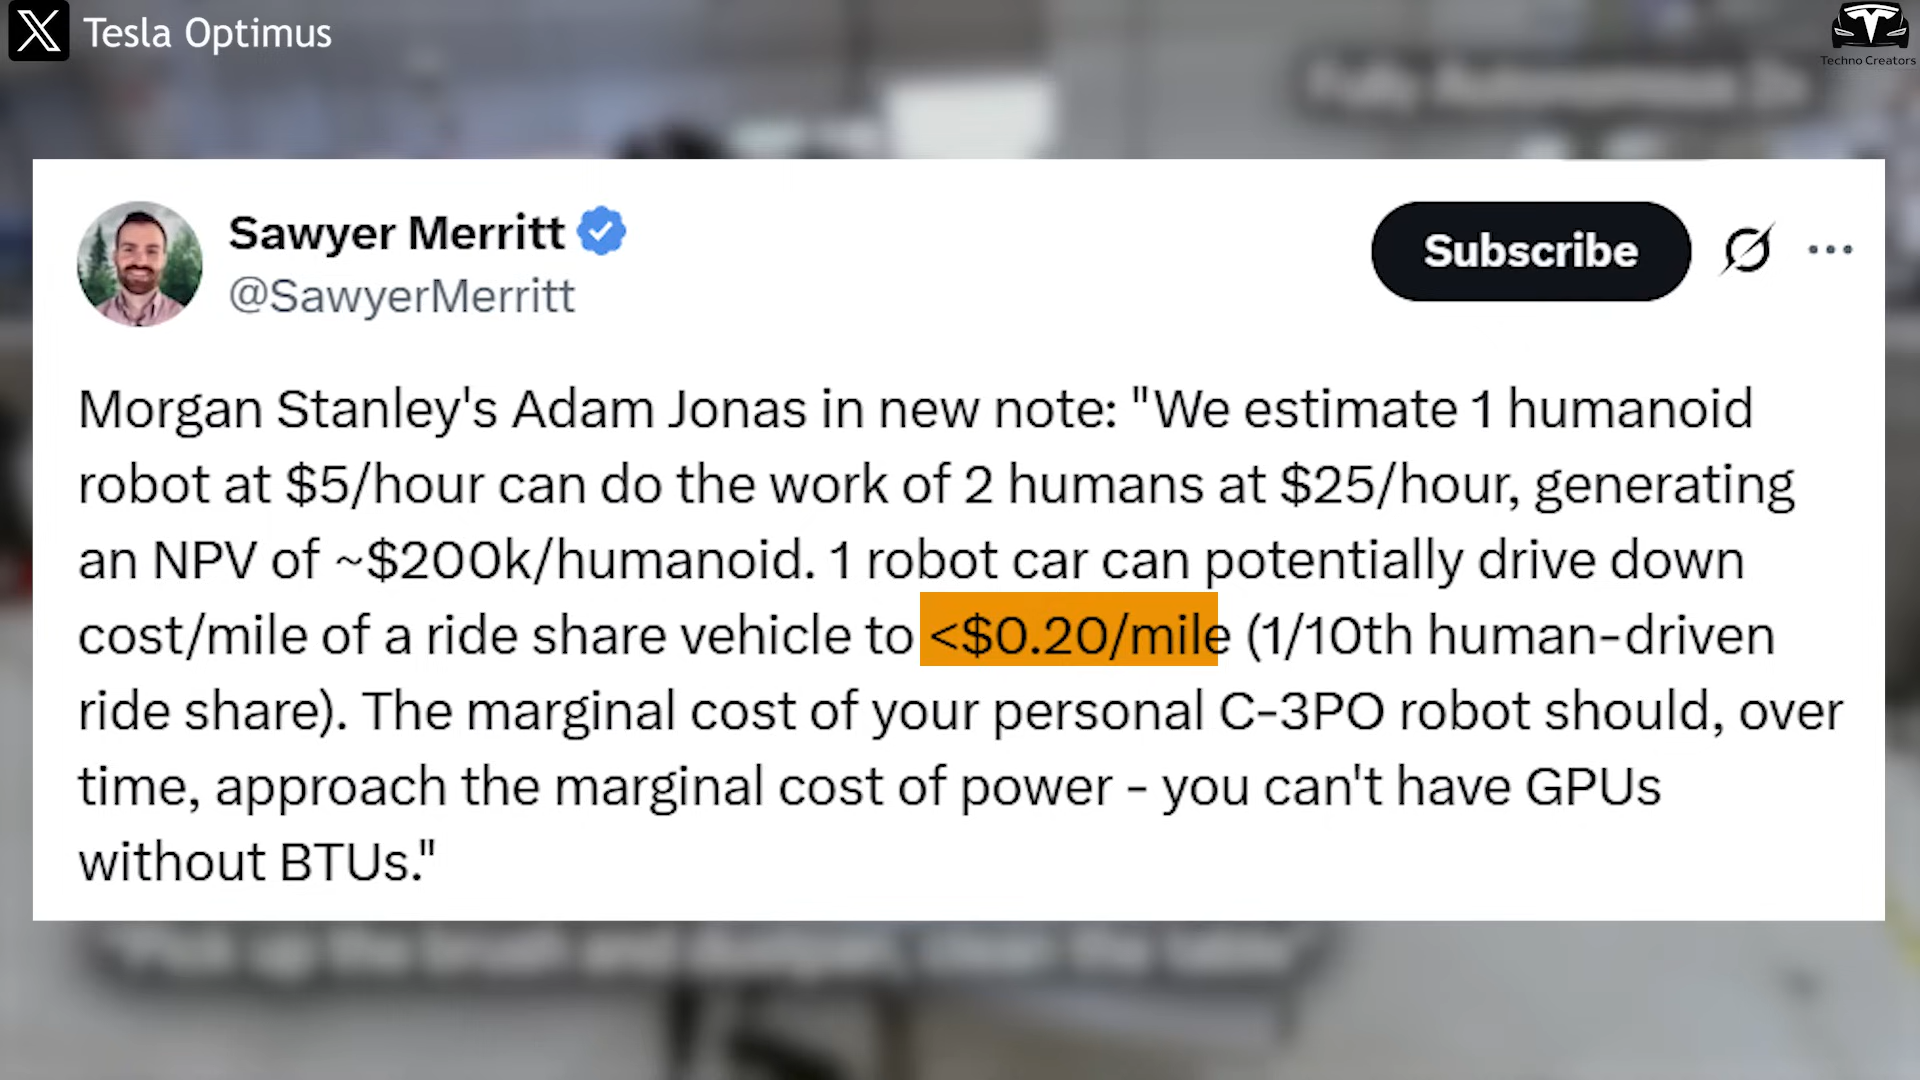 Tesla Optimus
Techno Creators
Fully Autonomous
Sawyer Merritt
@SawyerMerritt
Subscribe
Morgan Stanley's Adam Jonas in new note: "We estimate 1 humanoid
robot at $5/hour can do the work of 2 humans at $25/hour, generating
an NPV of ~$200k/humanoid. 1 robot car can potentially drive down
cost/mile of a ride share vehicle to <$0.20/mile (1/10th human-driven
ride share). The marginal cost of your personal C-3PO robot should, over
time, approach the marginal cost of power - you can't have GPUs
without BTUs."